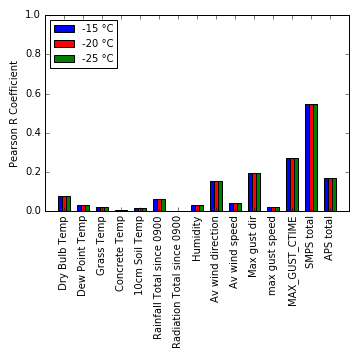 1.0
0.8
0.6
0.4
0.2
0.0
Pearson R Coefficient
-15 °C
-20 °C
-25 °C
Dry Bulb Temp
Dew Point Temp
Grass Temp
Concrete Temp
10cm Soil Temp
Rainfall Total since 0900
Radiation Total since 0900
Humidity
Av wind direction
Av wind speed
Max gust dir
max gust speed
MAX_GUST_CTIME
SMPS total
APS total